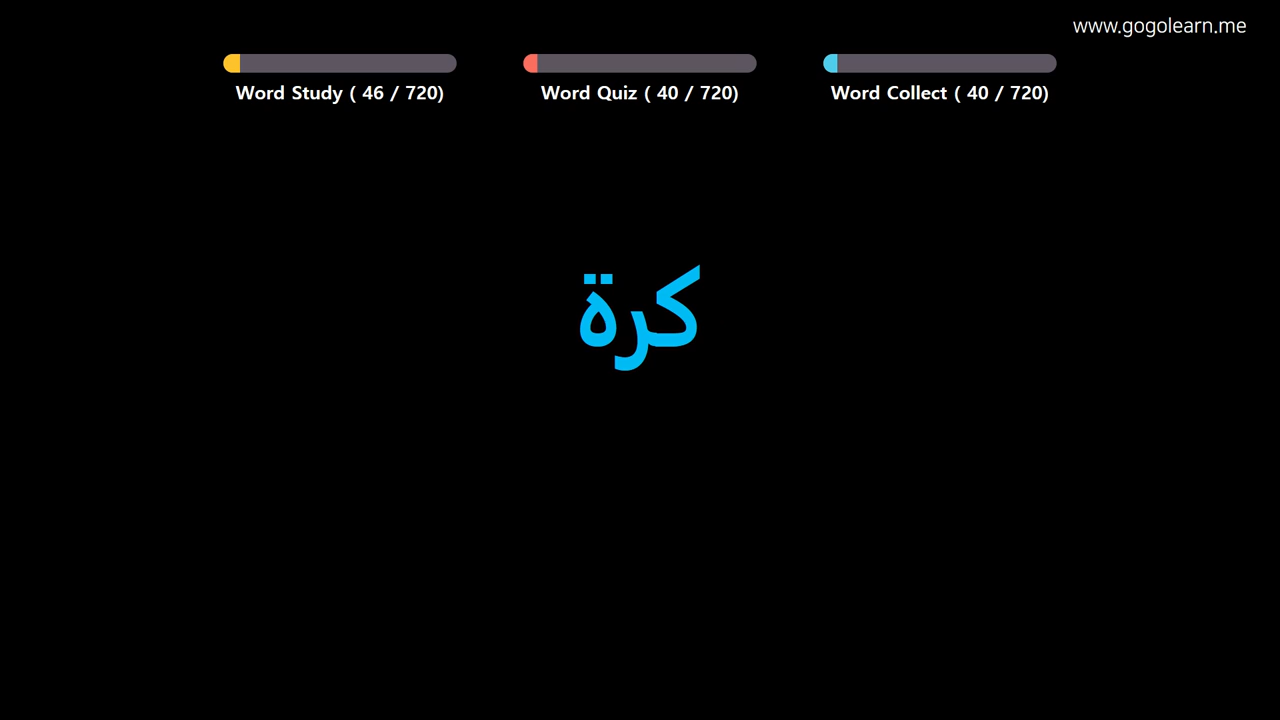 www.gogolearn.me
Word Study ( 46 / 720)
Word Quiz ( 40 / 720)
Word Collect ( 40 / 720)
كرة